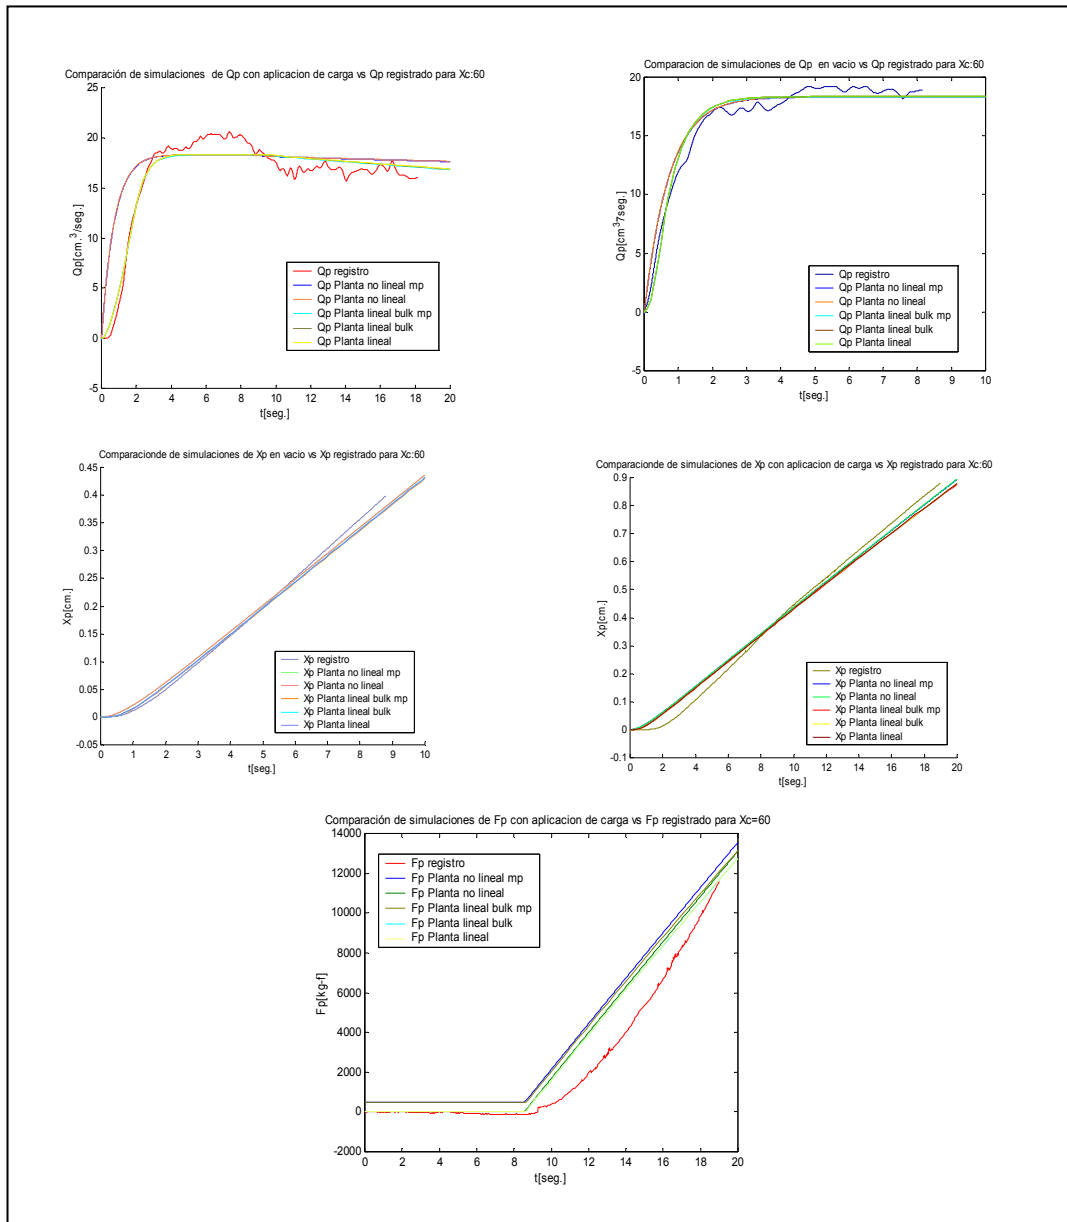 Comparación de simulaciones de Qp con aplicacion de carga vs Qp registrado para Xc:60
25
20
15
10
5
0
-5
Qp[cm.³/seg.]
Qp registro
Qp Planta no lineal mp
Qp Planta no lineal
Qp Planta lineal bulk mp
Qp Planta lineal bulk
Qp Planta lineal
0 2 4 6 8 10 12 14 16 18 20
t[seg.]
Comparacion de simulaciones de Qp en vacio vs Qp registrado para Xc:60
20
15
10
5
0
-5
Qp[cm³7seg.]
Qp registro
Qp Planta no lineal mp
Qp Planta no lineal
Qp Planta lineal bulk mp
Qp Planta lineal bulk
Qp Planta lineal
0 1 2 3 4 5 6 7 8 9 10
t[seg.]
Comparacionde de simulaciones de Xp en vacio vs Xp registrado para Xc:60
0.45
0.4
0.35
0.3
0.25
0.2
0.15
0.1
0.05
0
-0.05
Xp[cm.]
Xp registro
Xp Planta no lineal mp
Xp Planta no lineal
Xp Planta lineal bulk mp
Xp Planta lineal bulk
Xp Planta lineal
0 1 2 3 4 5 6 7 8 9 10
t[seg.]
Comparacionde de simulaciones de Xp con aplicacion de carga vs Xp registrado para Xc:60
0.9
0.8
0.7
0.6
0.5
0.4
0.3
0.2
0.1
0
-0.1
Xp[cm.]
Xp registro
Xp Planta no lineal mp
Xp Planta no lineal
Xp Planta lineal bulk mp
Xp Planta lineal bulk
Xp Planta lineal
0 2 4 6 8 10 12 14 16 18 20
t[seg.]
Comparación de simulaciones de Fp con aplicacion de carga vs Fp registrado para Xc=60
14000
12000
10000
8000
6000
4000
2000
0
-2000
Fp[kg-f]
Fp registro
Fp Planta no lineal mp
Fp Planta no lineal
Fp Planta lineal bulk mp
Fp Planta lineal bulk
Fp Planta lineal
0 2 4 6 8 10 12 14 16 18 20
t[seg.]